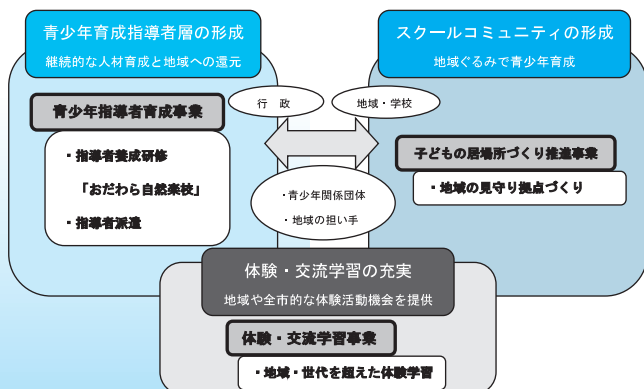 青少年育成指導者層の形成
継続的な人材育成と地域への還元
青少年指導者育成事業
・指導者養成研修
「おだわら自然楽校」
・指導者派遣
スクールコミュニティの形成
地域ぐるみで青少年育成
行　政
地域・学校
子どもの居場所づくり推進事業
・地域の見守り拠点づくり
・青少年関係団体
・地域の担い手
体験・交流学習の充実
地域や全市的な体験活動機会を提供
体験・交流学習事業
・地域・世代を超えた体験学習